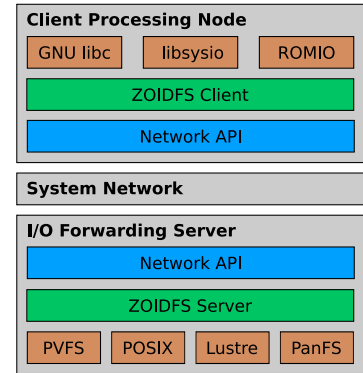 Client Processing Node
GNU libc libsysio ROMIO
ZOIDFS Client
Network API
System Network
I/O Forwarding Server
Network API
ZOIDFS Server
PVFS POSIX Lustre PanFS